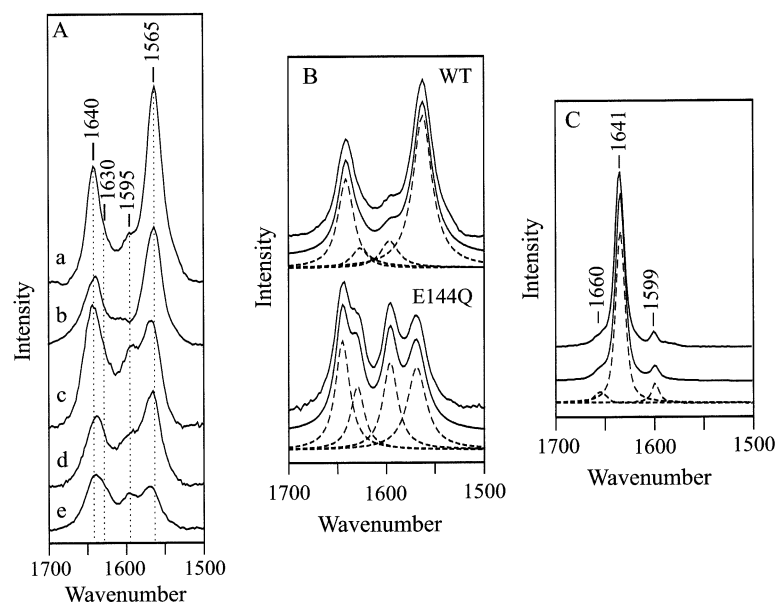 A
1565
1640
1630
1595
a
b
c
d
e
Intensity
1700 1600 1500
Wavenumber
B
WT
E144Q
Intensity
1700 1600 1500
Wavenumber
C
1641
1660
1599
Intensity
1700 1600 1500
Wavenumber